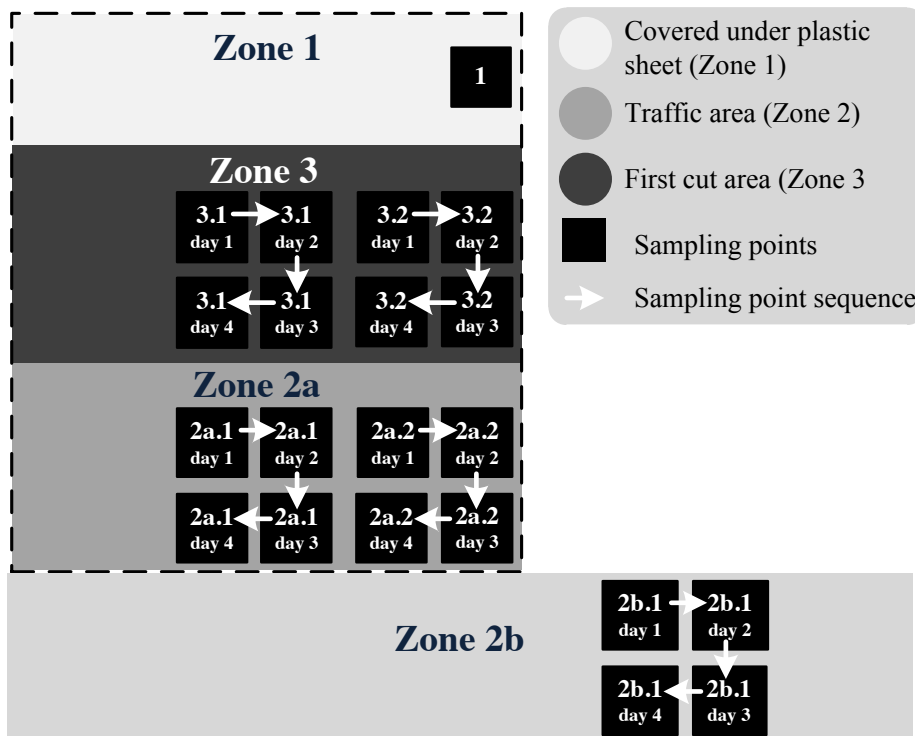 Zone 1
1
Zone 3
3.1 3.1 3.2 3.2
day 1 day 2 day 1 day 2
3.1 3.1 3.2 3.2
day 4 day 3 day 4 day 3
Zone 2a
2a.1 2a.1 2a.2 2a.2
day 1 day 2 day 1 day 2
2a.1 2a.1 2a.2 2a.2
day 4 day 3 day 4 day 3
Zone 2b
2b.1 2b.1
day 1 day 2
2b.1 2b.1
day 4 day 3
Covered under plastic
sheet (Zone 1)
Traffic area (Zone 2)
First cut area (Zone 3
Sampling points
Sampling point sequence